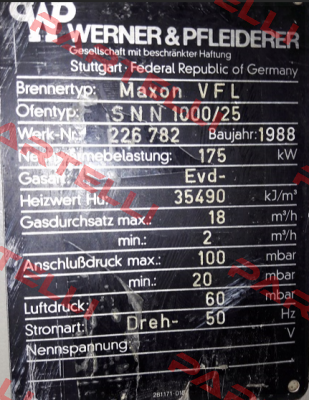 WP WERNER & PFLEIDERER
Gesellschaft mit beschränkter Haftung
Stuttgart · Federal Republic of Germany
Brennertyp: Maxon VFL
Ofentyp: SNN 1000/25
Werk-Nr. 226 782 Baujahr: 1988
175 kW
Gasart: Evd-
Heizwert Hu: 35490 kJ/m³
Gasdurchsatz max.: 18 m³/h
min.: 2 m³/h
Anschlußdruck max.: 100 mbar
min.: 20 mbar
Luftdruck: 60 mbar
Stromart: Dreh- 50 Hz
Nennspannung: V
PARTELLI